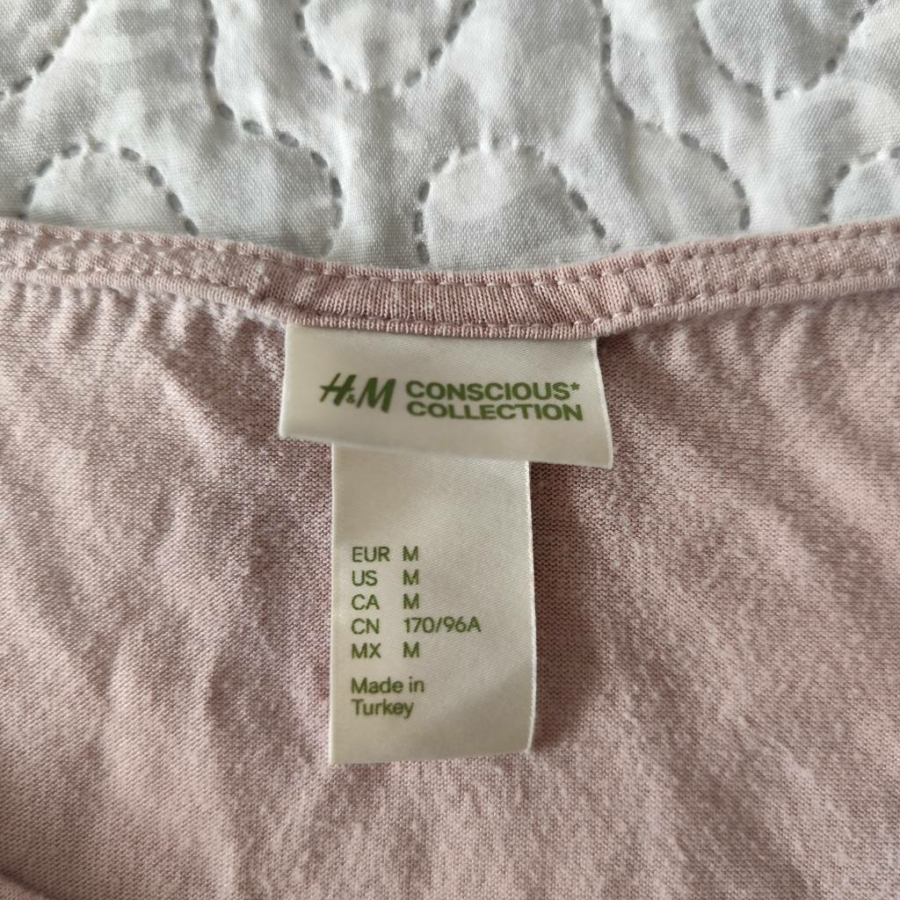 H&M CONSCIOUS*
COLLECTION
EUR M
US M
CA M
CN 170/96A
MX M
Made in
Turkey